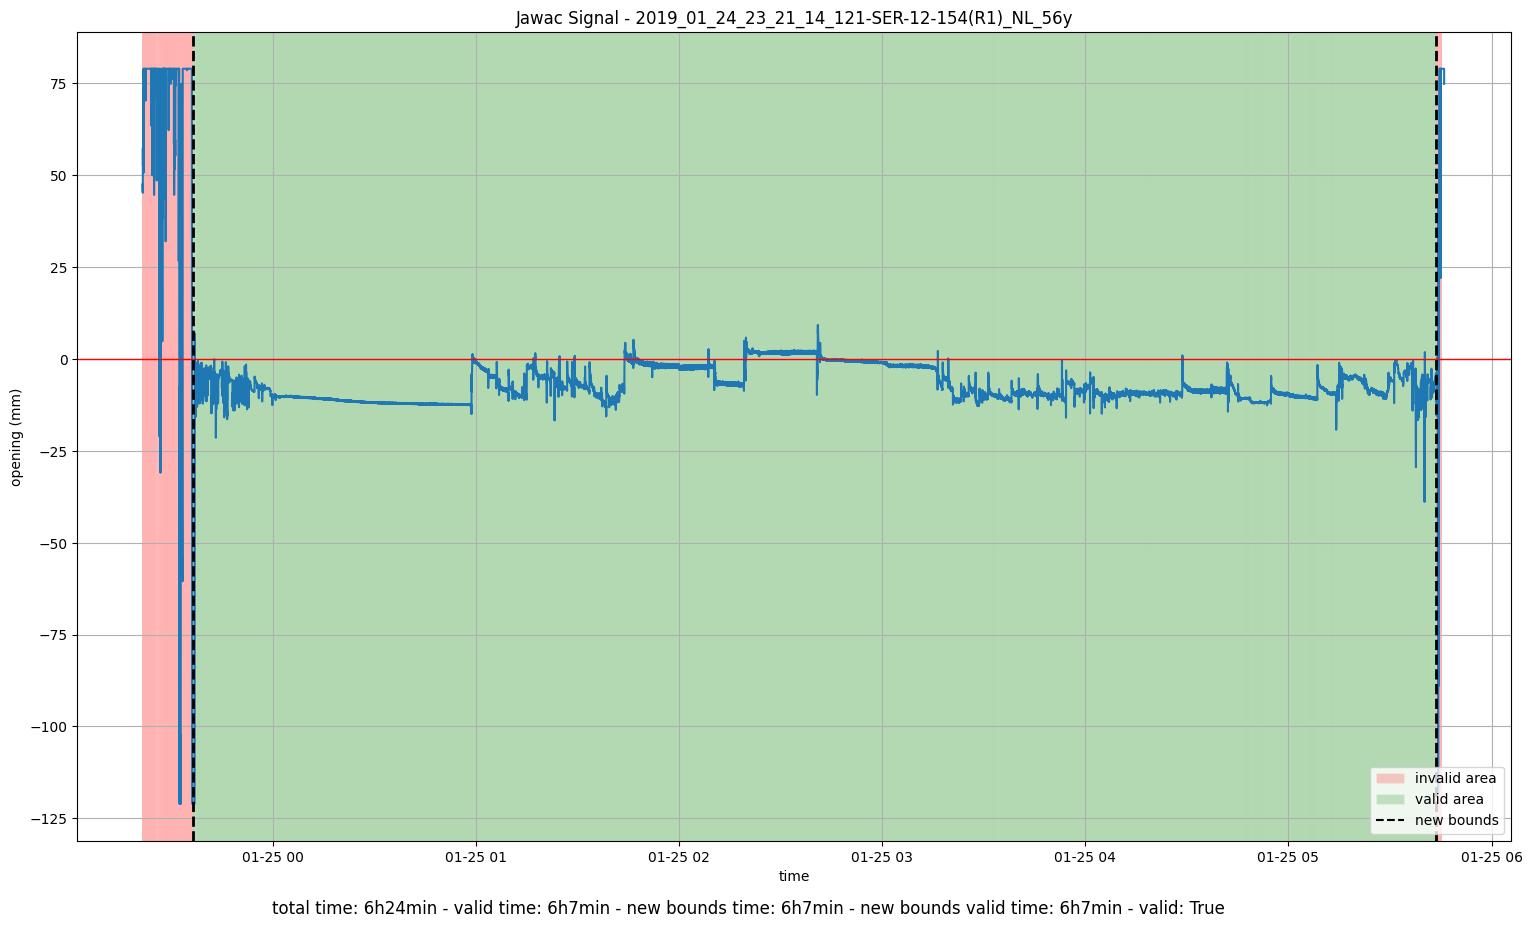 Jawac Signal - 2019_01_24_23_21_14_121-SER-12-154(R1)_NL_56y
opening (mm)
75
50
25
0
−25
−50
−75
−100
−125
invalid area
valid area
new bounds
01-25 00
01-25 01
01-25 02
01-25 03
01-25 04
01-25 05
01-25 06
time
total time: 6h24min - valid time: 6h7min - new bounds time: 6h7min - new bounds valid time: 6h7min - valid: True